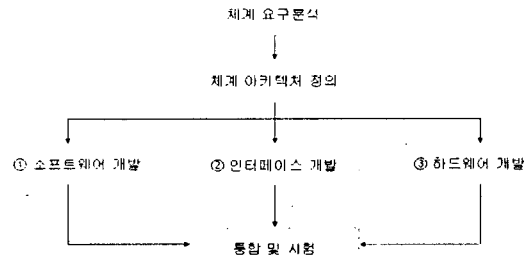 체계 요구분석
체계 아키텍처 정의
① 소프트웨어 개발
② 인터페이스 개발
③ 하드웨어 개발
통합 및 시험